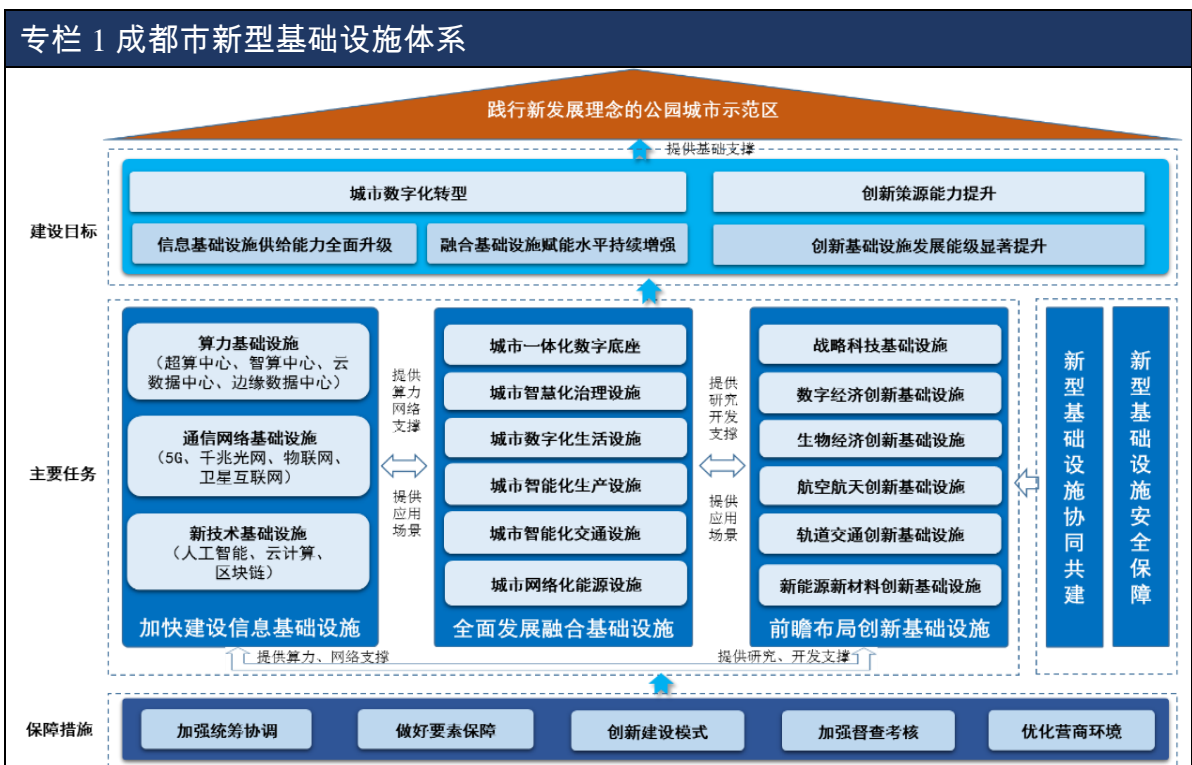 专栏 1 成都市新型基础设施体系
践行新发展理念的公园城市示范区
提供基础支撑
建设目标
城市数字化转型
创新策源能力提升
信息基础设施供给能力全面升级
融合基础设施赋能水平持续增强
创新基础设施发展能级显著提升
主要任务
算力基础设施
（超算中心、智算中心、云
数据中心、边缘数据中心）
通信网络基础设施
（5G、千兆光网、物联网、
卫星互联网）
新技术基础设施
（人工智能、云计算、
区块链）
加快建设信息基础设施
提供
算力
网络
支撑
提供
应用
场景
城市一体化数字底座
城市智慧化治理设施
城市数字化生活设施
城市智能化生产设施
城市智能化交通设施
城市网络化能源设施
全面发展融合基础设施
提供
研究
开发
支撑
提供
应用
场景
战略科技基础设施
数字经济创新基础设施
生物经济创新基础设施
航空航天创新基础设施
轨道交通创新基础设施
新能源新材料创新基础设施
前瞻布局创新基础设施
新型基础设施协同共建
新型基础设施安全保障
提供算力、网络支撑
提供研究、开发支撑
保障措施
加强统筹协调
做好要素保障
创新建设模式
加强督查考核
优化营商环境